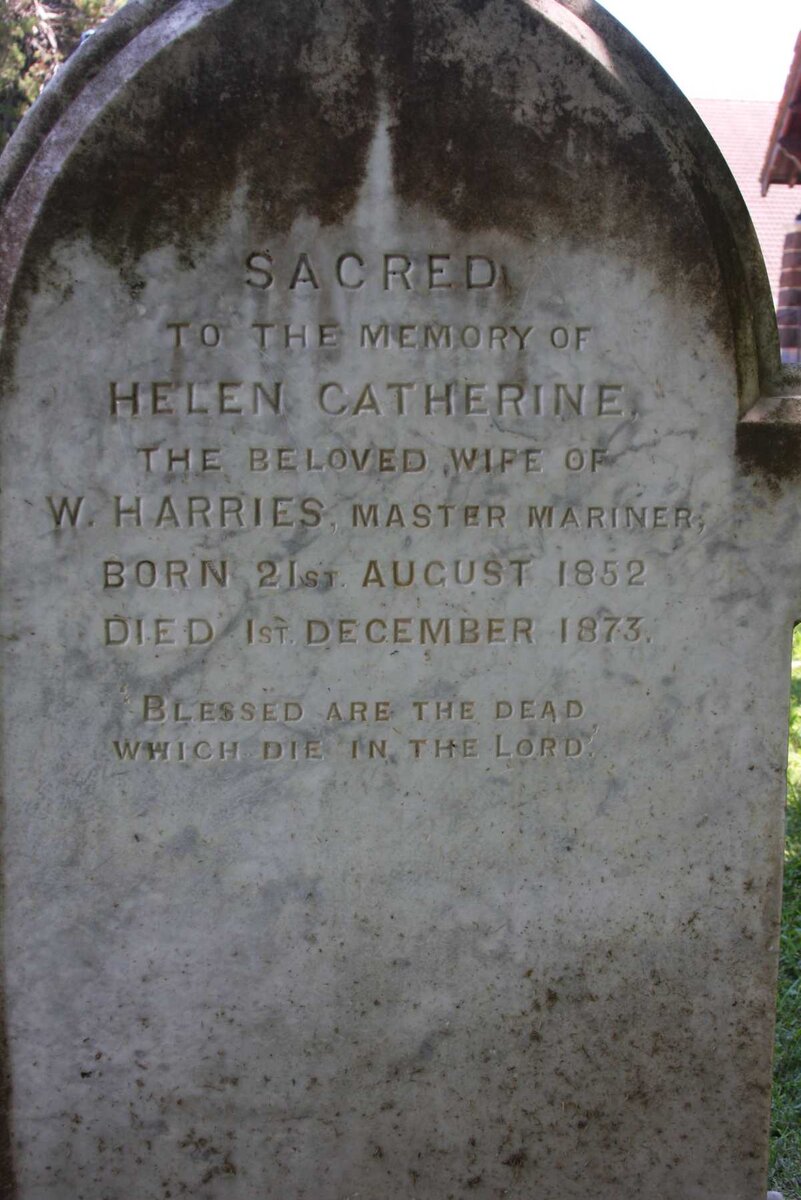 SACRED
TO THE MEMORY OF
HELEN CATHERINE,
THE BELOVED WIFE OF
W. HARRIES, MASTER MARINER,
BORN 21ST. AUGUST 1852
DIED 1ST. DECEMBER 1873.
BLESSED ARE THE DEAD,
WHICH DIE IN THE LORD.